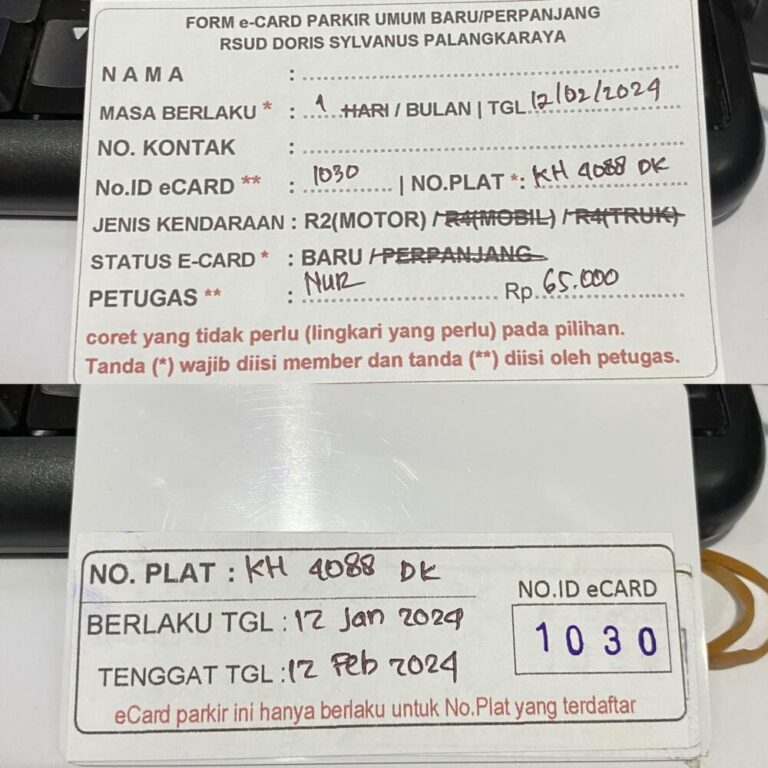 FORM e-CARD PARKIR UMUM BARU/PERPANJANG
RSUD DORIS SYLVANUS PALANGKARAYA
NAMA :
MASA BERLAKU * : 1 HARI / BULAN | TGL 12/02/2024
NO. KONTAK :
No.ID eCARD ** : 1030 | NO.PLAT *: KH 4088 DK
JENIS KENDARAAN : R2(MOTOR) / R4(MOBIL) / R4(TRUK)
STATUS E-CARD * : BARU / PERPANJANG
PETUGAS ** : NUR Rp 65.000
coret yang tidak perlu (lingkari yang perlu) pada pilihan.
Tanda (*) wajib diisi member dan tanda (**) diisi oleh petugas.
NO. PLAT : KH 4088 DK
BERLAKU TGL : 12 Jan 2024
TENGGAT TGL : 12 Feb 2024
NO.ID eCARD
1030
eCard parkir ini hanya berlaku untuk No.Plat yang terdaftar